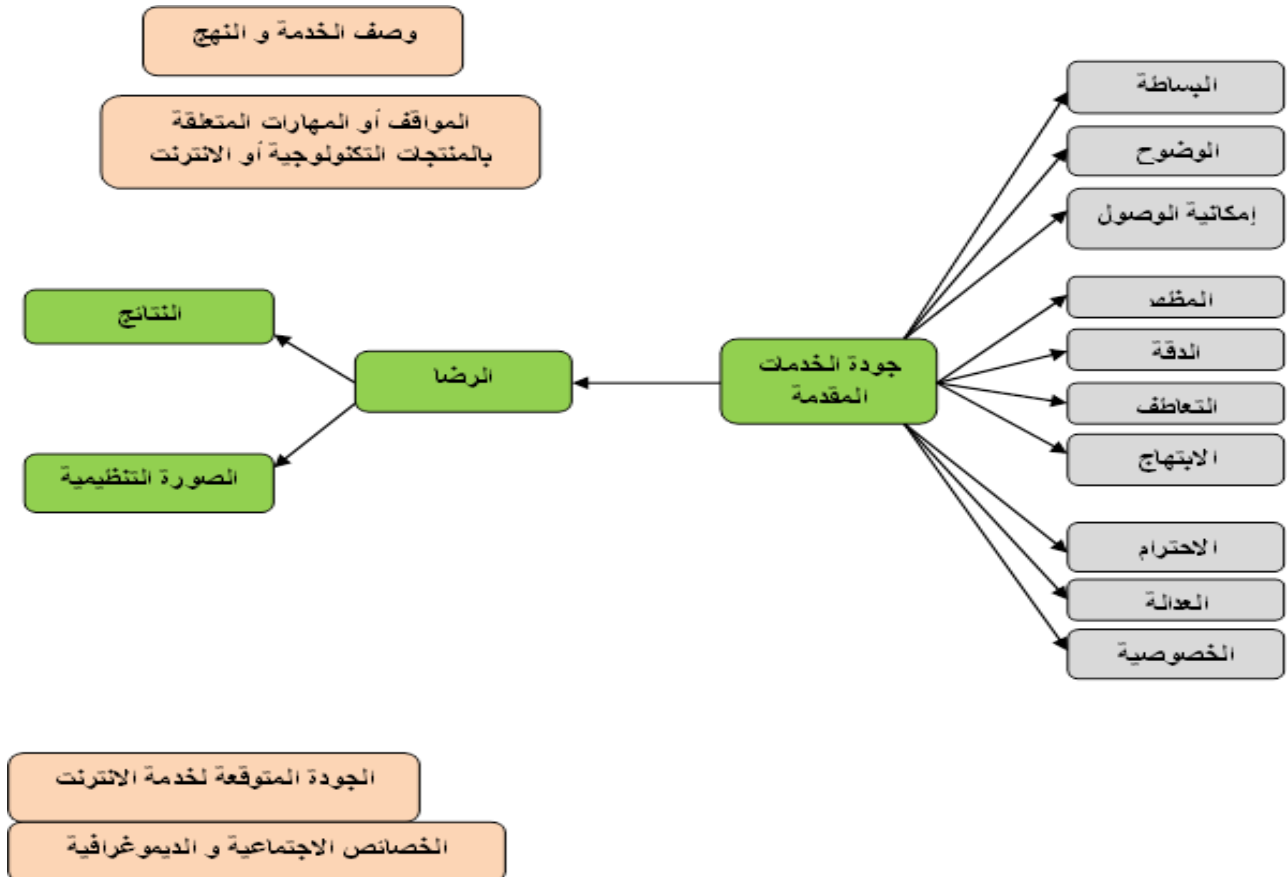 وصف الخدمة و النهج
المواقف أو المهارات المتعلقة
بالمنتجات التكنولوجية أو الانترنت
البساطة
الوضوح
إمكانية الوصول
المظهر
الدقة
التعاطف
الابتهاج
الاحترام
العدالة
الخصوصية
جودة الخدمات
المقدمة
الرضا
النتائج
الصورة التنظيمية
الجودة المتوقعة لخدمة الانترنت
الخصائص الاجتماعية و الديموغرافية